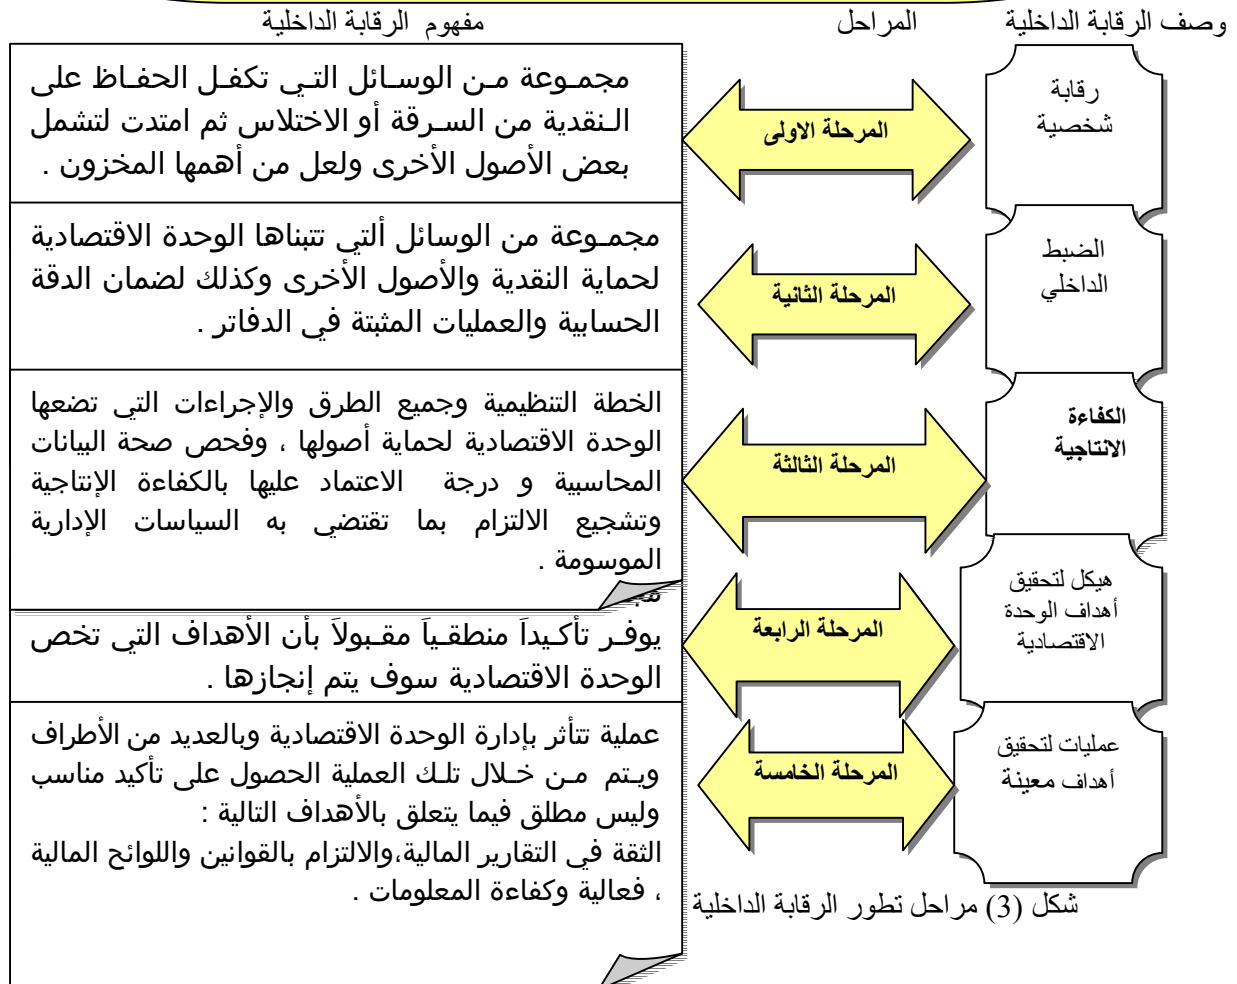 وصف الرقابة الداخلية
المراحل
مفهوم الرقابة الداخلية
رقابة
شخصية
المرحلة الاولى
مجموعة من الوسائل التي تكفل الحفاظ على
النقدية من السرقة أو الاختلاس ثم امتدت لتشمل
بعض الأصول الأخرى ولعل من أهمها المخزون .
الضبط
الداخلي
المرحلة الثانية
مجموعة من الوسائل ألتي تتبناها الوحدة الاقتصادية
لحماية النقدية والأصول الأخرى وكذلك لضمان الدقة
الحسابية والعمليات المثبتة في الدفاتر .
الكفاءة
الانتاجية
المرحلة الثالثة
الخطة التنظيمية وجميع الطرق والإجراءات التي تضعها
الوحدة الاقتصادية لحماية أصولها ، وفحص صحة البيانات
المحاسبية و درجة الاعتماد عليها بالكفاءة الإنتاجية
وتشجيع الالتزام بما تقتضي به السياسات الإدارية
الموسومة .
هيكل لتحقيق
أهداف الوحدة
الاقتصادية
المرحلة الرابعة
يوفر تأكيداَ منطقياَ مقبولاَ بأن الأهداف التي تخص
الوحدة الاقتصادية سوف يتم إنجازها .
عمليات لتحقيق
أهداف معينة
المرحلة الخامسة
عملية تتأثر بإدارة الوحدة الاقتصادية وبالعديد من الأطراف
ويتم من خلال تلك العملية الحصول على تأكيد مناسب
وليس مطلق فيما يتعلق بالأهداف التالية :
الثقة في التقارير المالية،والالتزام بالقوانين واللوائح المالية
، فعالية وكفاءة المعلومات .
شكل (3) مراحل تطور الرقابة الداخلية